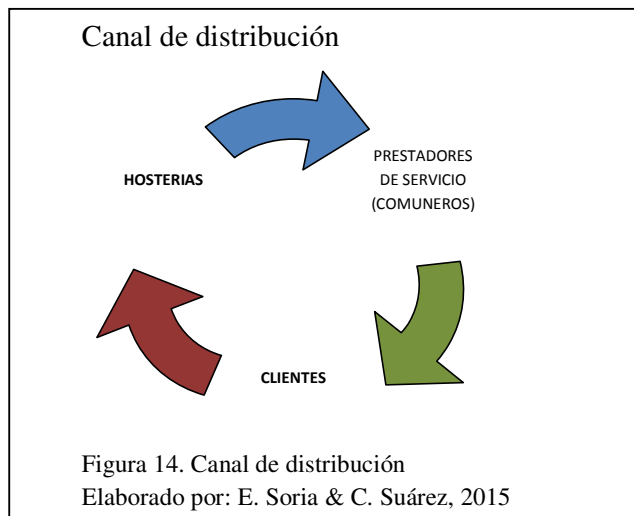 Canal de distribución
HOSTERIAS
PRESTADORES
DE SERVICIO
(COMUNEROS)
CLIENTES
Figura 14. Canal de distribución
Elaborado por: E. Soria & C. Suárez, 2015